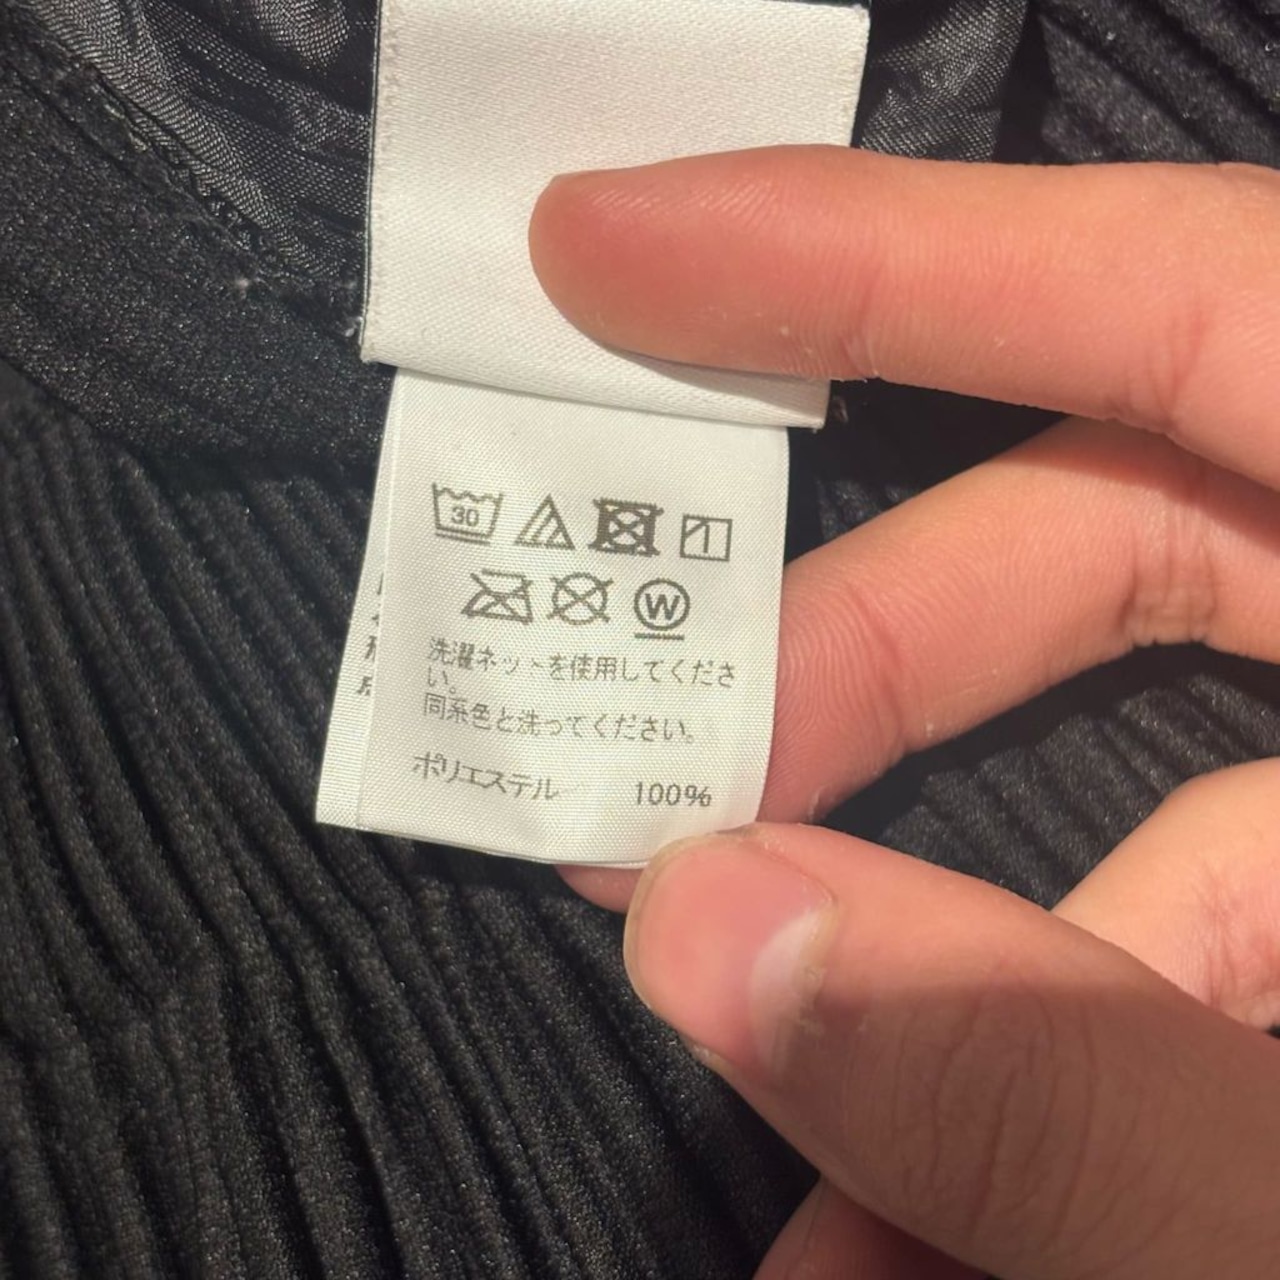 30
W
洗濯ネットを使用してくださ
い。
同系色と洗ってください。
ポリエステル 100%